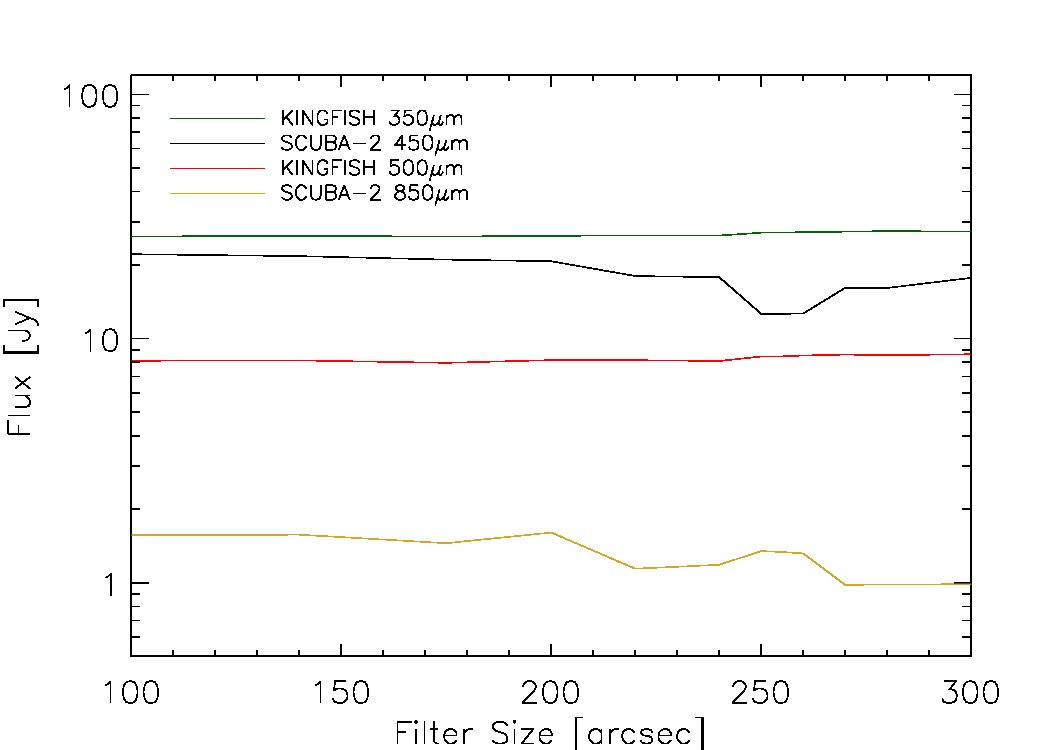 100
KINGFISH 350μm
SCUBA-2 450μm
KINGFISH 500μm
SCUBA-2 850μm
10
1
Flux [Jy]
100 150 200 250 300
Filter Size [arcsec]